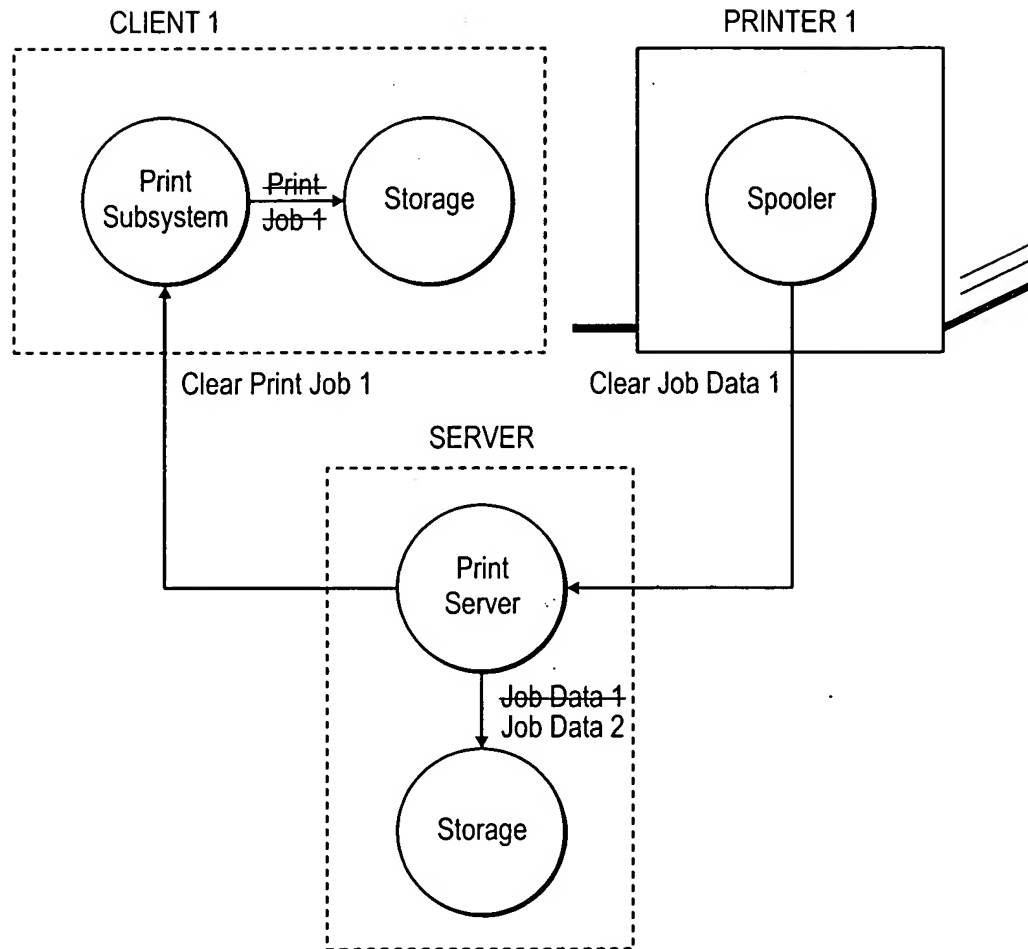 CLIENT 1
PRINTER 1
Print
Subsystem
Print
Job 1
Storage
Spooler
Clear Print Job 1
Clear Job Data 1
SERVER
Print
Server
Job Data 1
Job Data 2
Storage